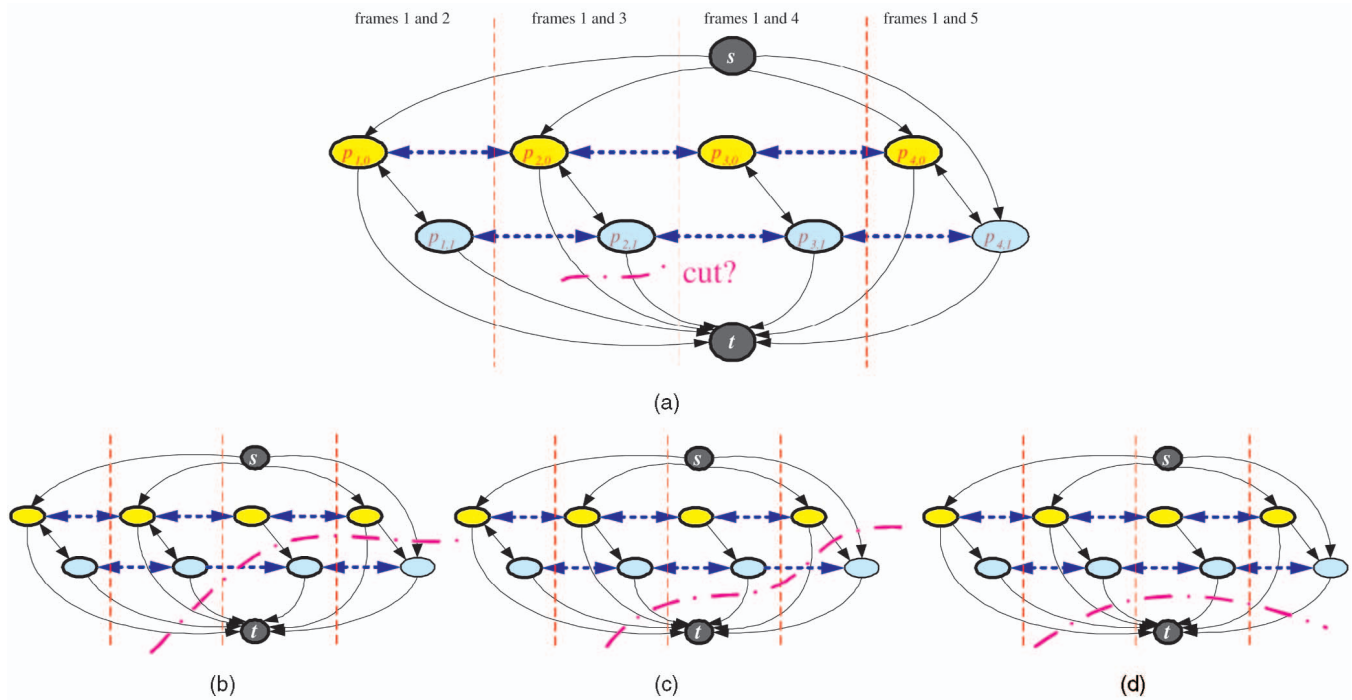 frames 1 and 2
frames 1 and 3
frames 1 and 4
frames 1 and 5
s
p1,0
p2,0
p3,0
p4,0
p1,1
p2,1
p3,1
p4,1
cut?
t
(a)
s
s
s
t
t
t
(b)
(c)
(d)